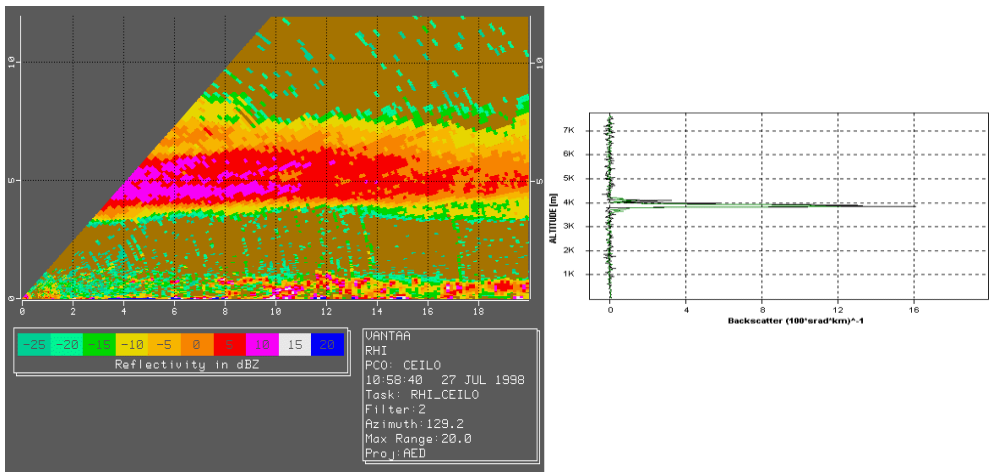 10
10
5
5
0
0
0 2 4 6 8 10 12 14 16 18
-25 -20 -15 -10 -5 0 5 10 15 20
Reflectivity in dBZ
VANTAA
RHI
PCO: CEILO
10:58:40 27 JUL 1998
Task: RHI_CEILO
Filter:2
Azimuth:129.2
Max Range:20.0
Proj:AED
ALTITUDE [m]
7K
6K
5K
4K
3K
2K
1K
0 4 8 12 16
Backscatter (100*srad*km)^-1